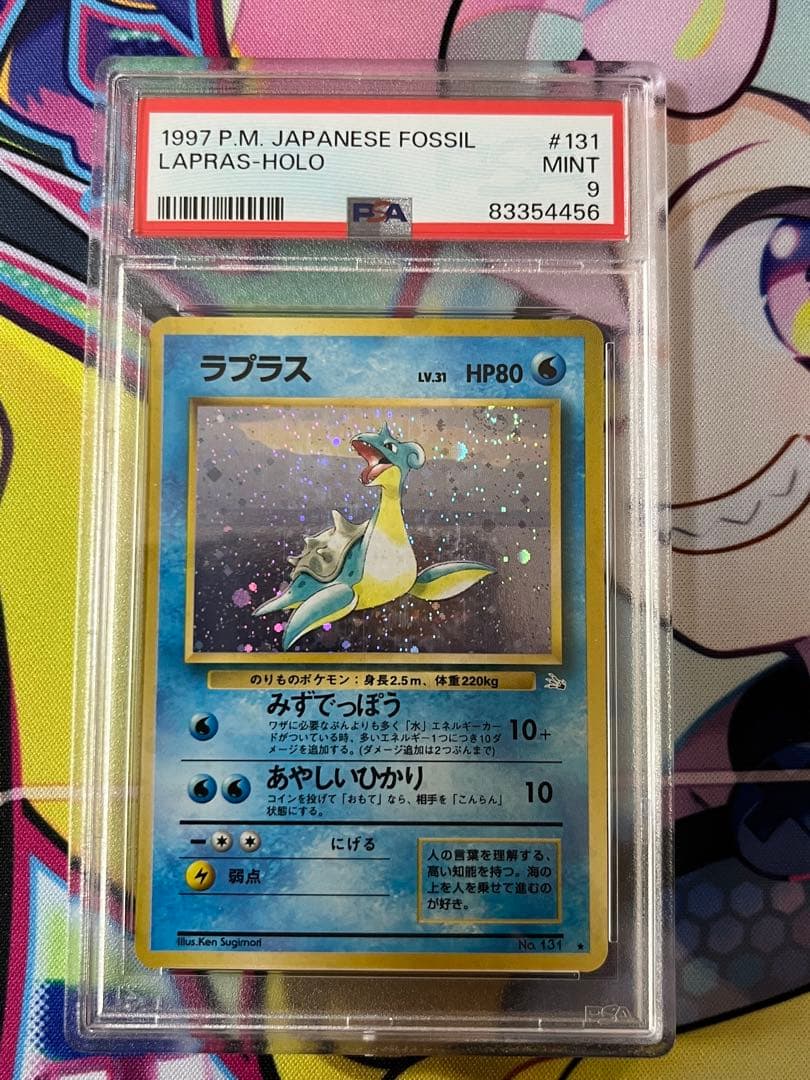 1997 P.M. JAPANESE FOSSIL #131
LAPRAS-HOLO MINT
9
PSA 83354456
ラプラス LV.31 HP80
のりものポケモン：身長2.5m、体重220kg
みずでっぽう
ワザに必要なぶんよりも多く「水」エネルギーカー
ドがついている時、多いエネルギー1つにつき10ダ
メージを追加する。(ダメージ追加は2つぶんまで)
10+
あやしいひかり
コインを投げて「おもて」なら、相手を「こんらん」
状態にする。
10
にげる
弱点
人の言葉を理解する、
高い知能を持つ。海の
上を人を乗せて進むの
が好き。
Illus.Ken Sugimori No. 131 ★
PSA